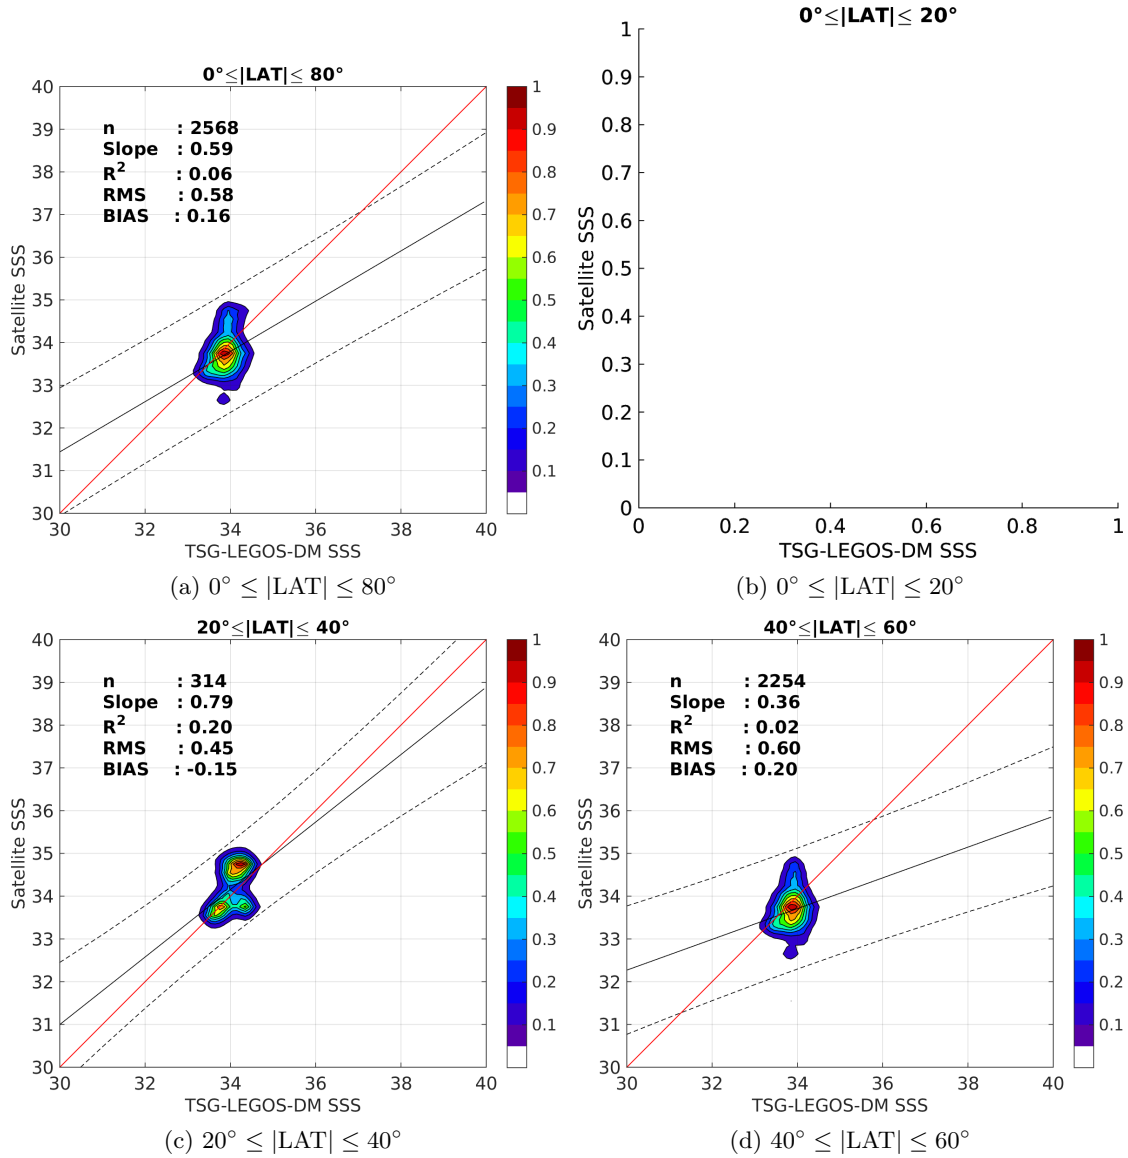 0°≤|LAT|≤ 80°
n : 2568
Slope : 0.59
R² : 0.06
RMS : 0.58
BIAS : 0.16
40
39
38
37
36
35
34
33
32
31
30
Satellite SSS
30 32 34 36 38 40
TSG-LEGOS-DM SSS
1
0.9
0.8
0.7
0.6
0.5
0.4
0.3
0.2
0.1
(a) 0° ≤ |LAT| ≤ 80°
0°≤|LAT|≤ 20°
1
0.9
0.8
0.7
0.6
0.5
0.4
0.3
0.2
0.1
0
Satellite SSS
0 0.2 0.4 0.6 0.8 1
TSG-LEGOS-DM SSS
(b) 0° ≤ |LAT| ≤ 20°
20°≤|LAT|≤ 40°
n : 314
Slope : 0.79
R² : 0.20
RMS : 0.45
BIAS : -0.15
40
39
38
37
36
35
34
33
32
31
30
Satellite SSS
30 32 34 36 38 40
TSG-LEGOS-DM SSS
1
0.9
0.8
0.7
0.6
0.5
0.4
0.3
0.2
0.1
(c) 20° ≤ |LAT| ≤ 40°
40°≤|LAT|≤ 60°
n : 2254
Slope : 0.36
R² : 0.02
RMS : 0.60
BIAS : 0.20
40
39
38
37
36
35
34
33
32
31
30
Satellite SSS
30 32 34 36 38 40
TSG-LEGOS-DM SSS
1
0.9
0.8
0.7
0.6
0.5
0.4
0.3
0.2
0.1
(d) 40° ≤ |LAT| ≤ 60°